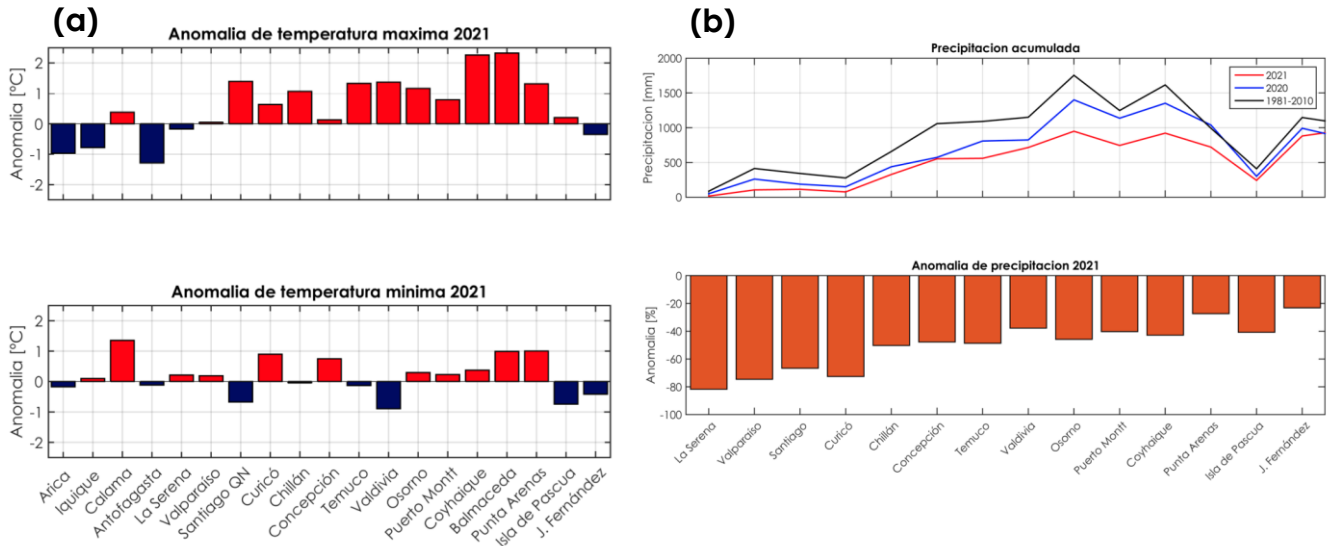 (a)
Anomalia de temperatura maxima 2021
Anomalia [°C]
2
1
0
-1
-2
Anomalia de temperatura minima 2021
Anomalia [°C]
2
1
0
-1
-2
Arica
Iquique
Calama
Antofagasta
La Serena
Valparaíso
Santiago QN
Curicó
Chillán
Concepción
Temuco
Valdivia
Osorno
Puerto Montt
Coyhaique
Balmaceda
Punta Arenas
Isla de Pascua
J. Fernández
(b)
Precipitacion acumulada
Precipitacion [mm]
2000
1500
1000
500
0
2021
2020
1981-2010
Anomalia de precipitacion 2021
Anomalia [%]
0
-20
-40
-60
-80
-100
La Serena
Valparaíso
Santiago
Curicó
Chillán
Concepción
Temuco
Valdivia
Osorno
Puerto Montt
Coyhaique
Punta Arenas
Isla de Pascua
J. Fernández